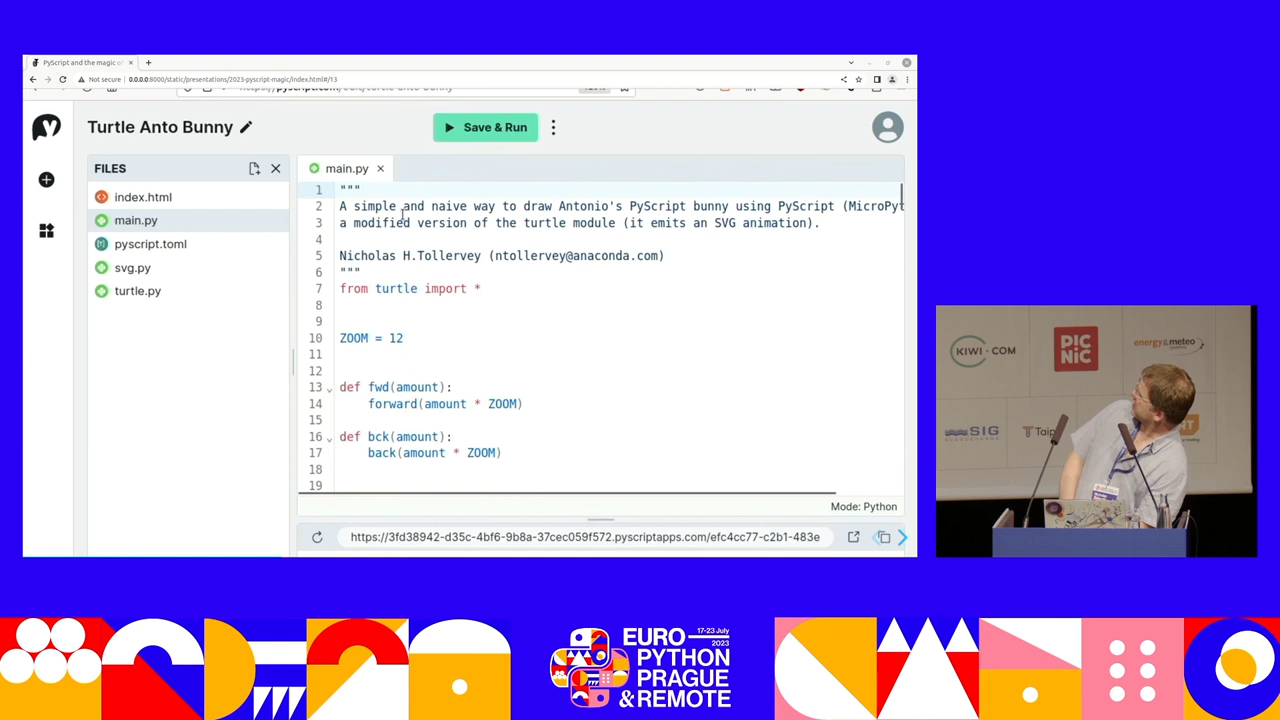 PyScript and the magic of
Not secure 0.0.0.0:8000/static/presentations/2023-pyscript-magic/index.html#/13
Turtle Anto Bunny
Save & Run
FILES
index.html
main.py
pyscript.toml
svg.py
turtle.py
main.py
1 """
2 A simple and naive way to draw Antonio's PyScript bunny using PyScript (MicroPyt
3 a modified version of the turtle module (it emits an SVG animation).
4
5 Nicholas H.Tollervey (ntollervey@anaconda.com)
6 """
7 from turtle import *
8
9
10 ZOOM = 12
11
12
13 def fwd(amount):
14 forward(amount * ZOOM)
15
16 def bck(amount):
17 back(amount * ZOOM)
18
19
Mode: Python
https://3fd38942-d35c-4bf6-9b8a-37cec059f572.pyscriptapps.com/efc4cc77-c2b1-483e
KIWI.COM
PIC
NIC
energy & meteo
SIG
Taip
EURO
17-23 July
2023
PYTHON
PRAGUE
& REMOTE